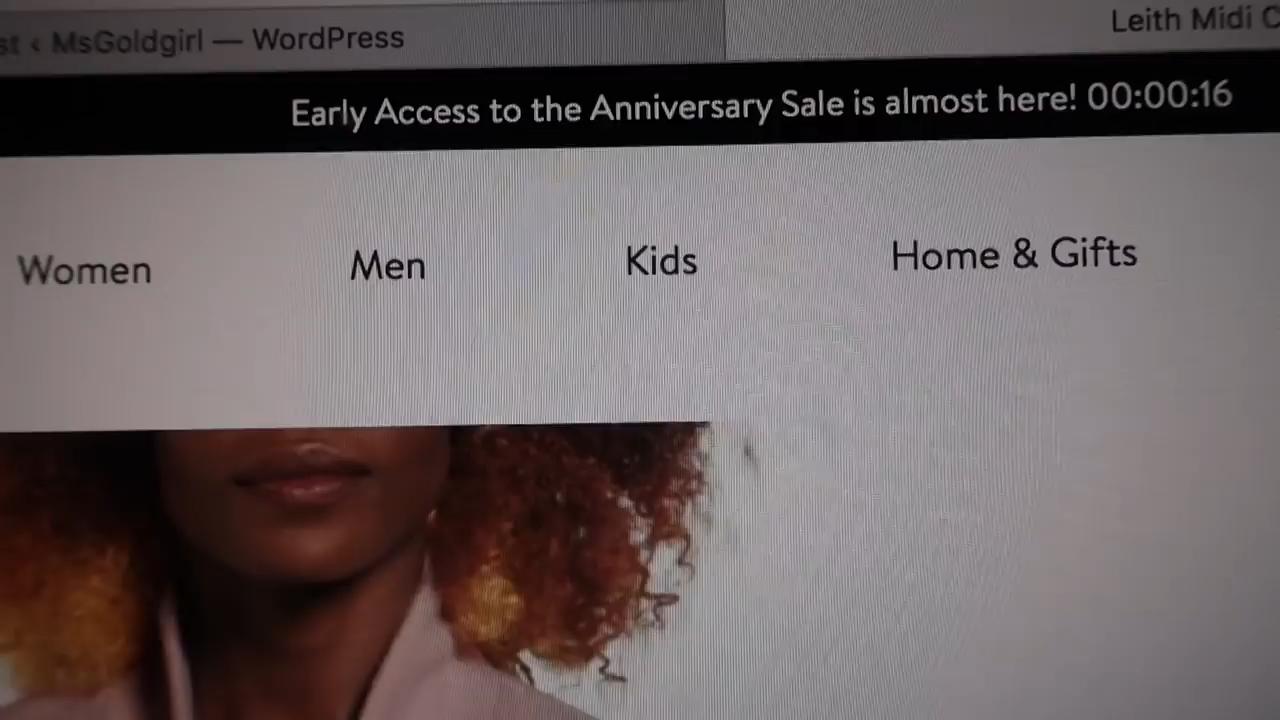 st ‹ MsGoldgirl — WordPress
Leith Midi C
Early Access to the Anniversary Sale is almost here! 00:00:16
Women
Men
Kids
Home & Gifts